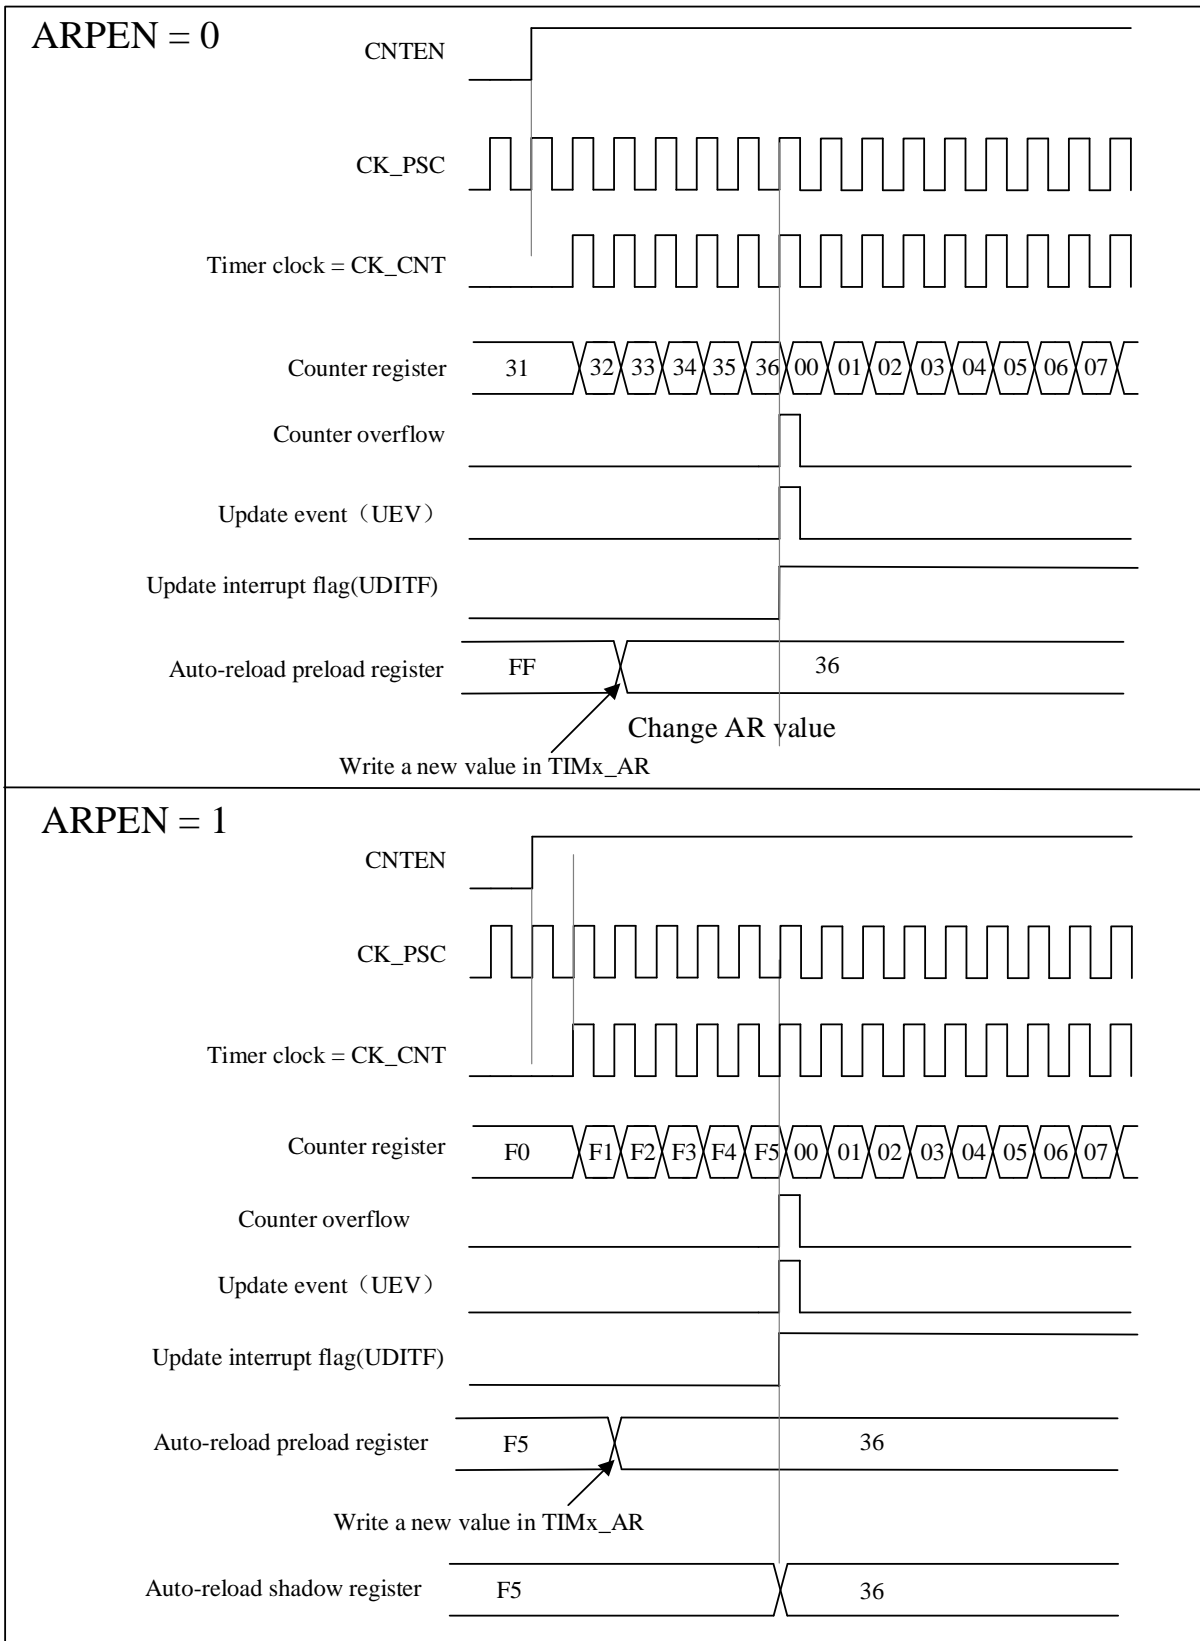 ARPEN = 0
CNTEN
CK_PSC
Timer clock = CK_CNT
Counter register 31 32 33 34 35 36 00 01 02 03 04 05 06 07
Counter overflow
Update event（UEV）
Update interrupt flag(UDITF)
Auto-reload preload register FF 36
Change AR value
Write a new value in TIMx_AR
ARPEN = 1
CNTEN
CK_PSC
Timer clock = CK_CNT
Counter register F0 F1 F2 F3 F4 F5 00 01 02 03 04 05 06 07
Counter overflow
Update event（UEV）
Update interrupt flag(UDITF)
Auto-reload preload register F5 36
Write a new value in TIMx_AR
Auto-reload shadow register F5 36